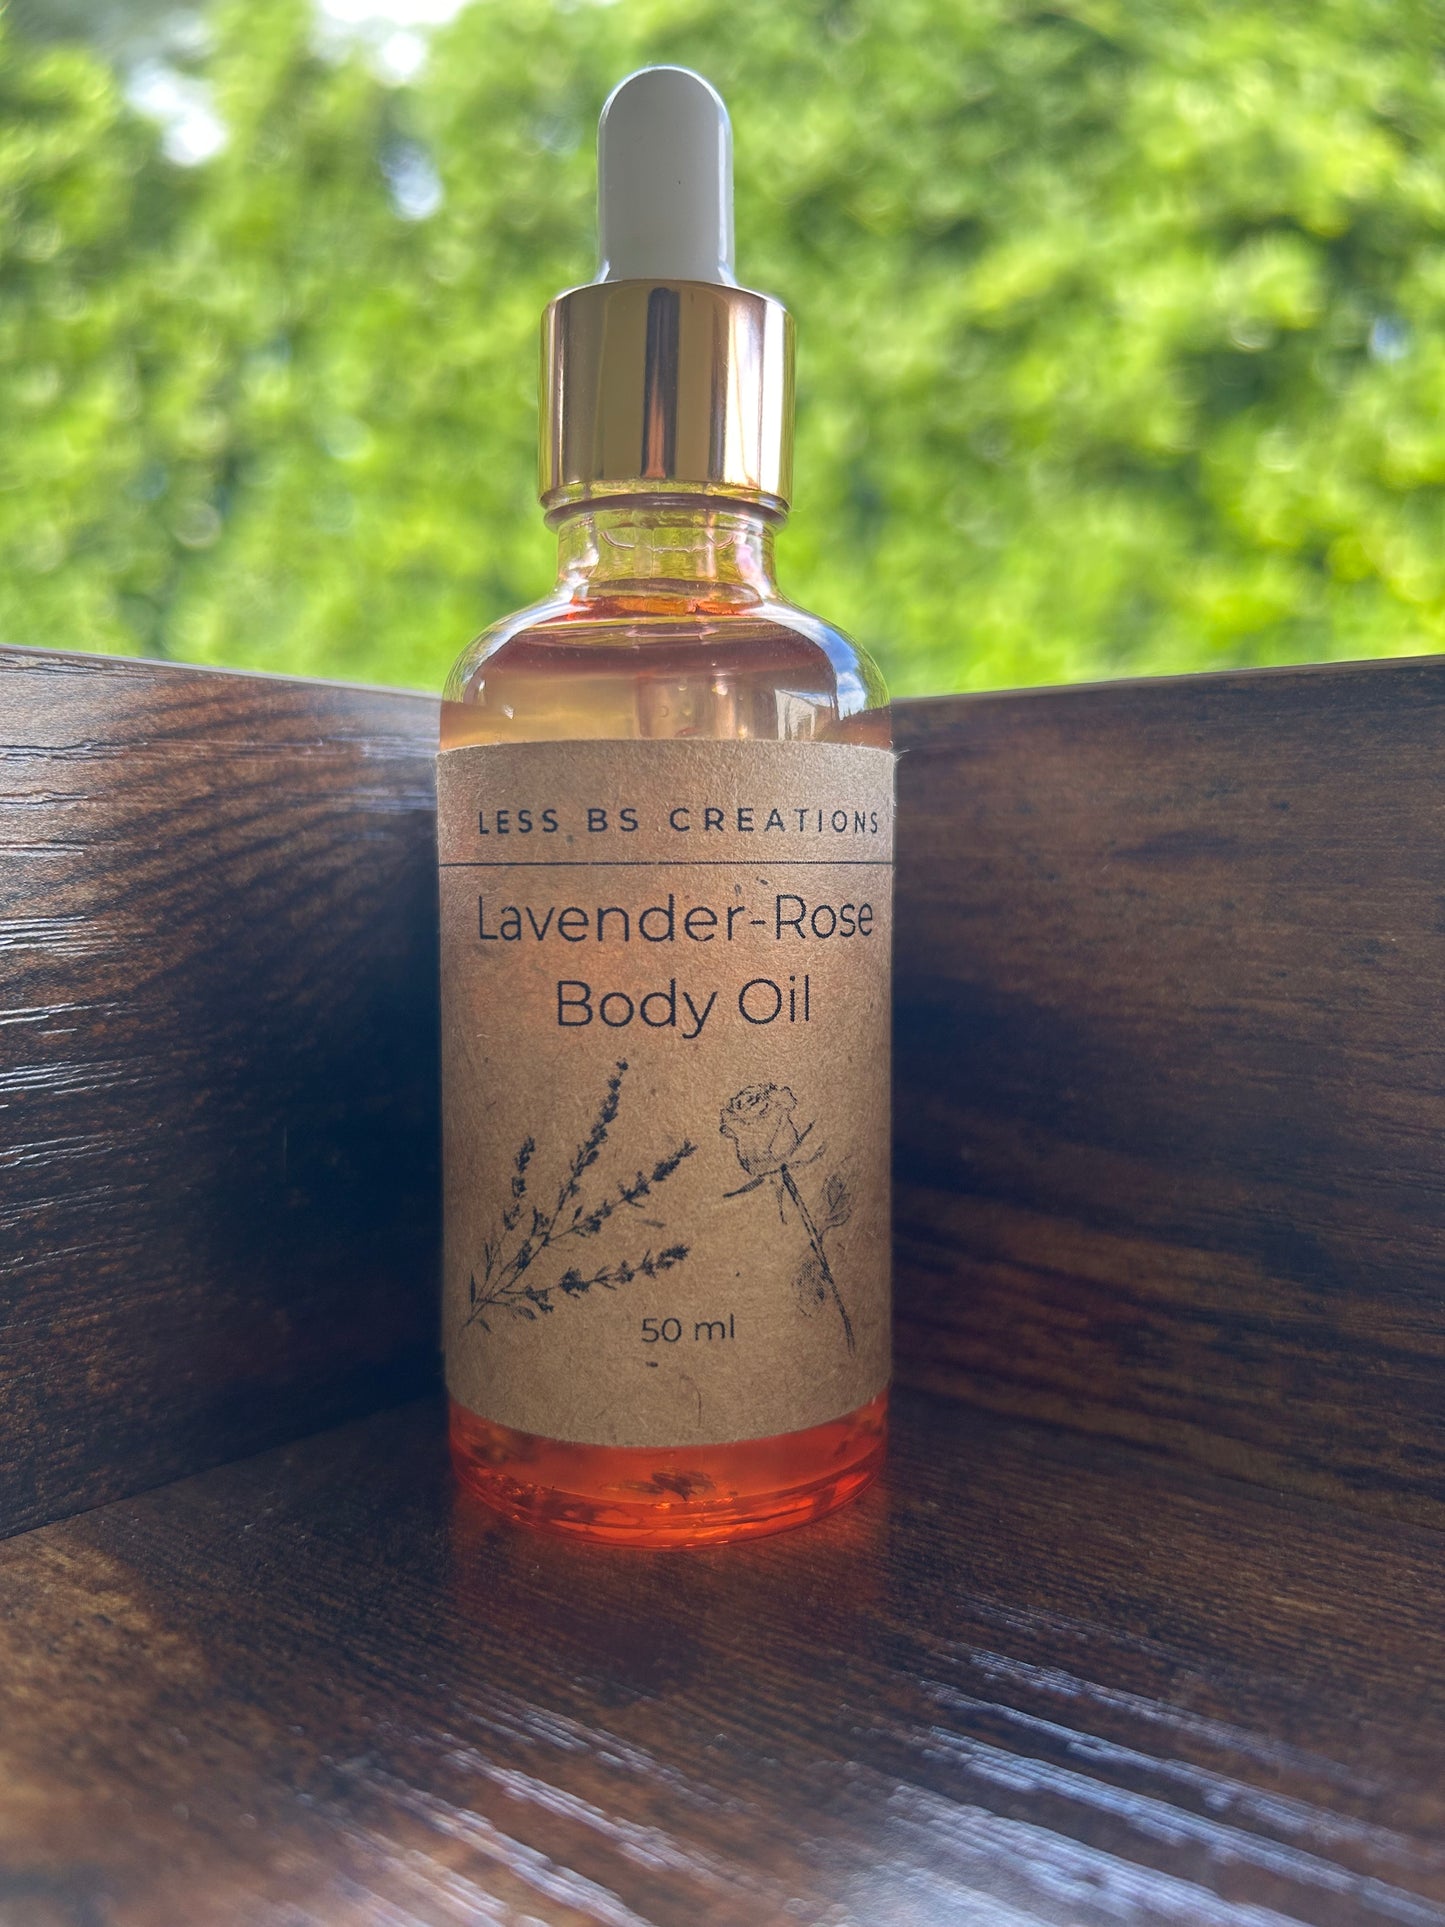 LESS BS CREATIONS
Lavender-Rose
Body Oil
50 ml